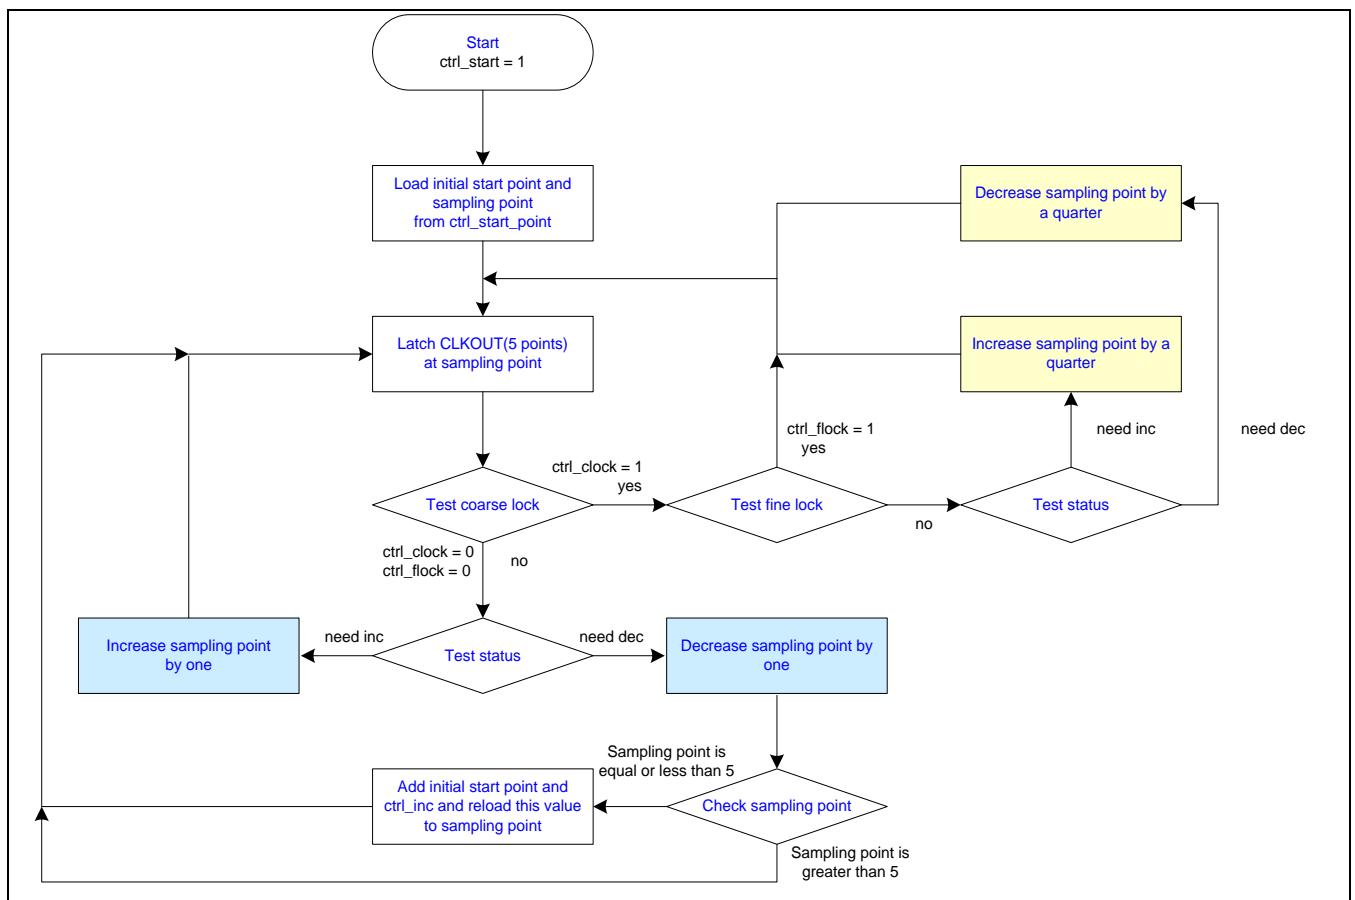 Start
ctrl_start = 1
Load initial start point and
sampling point
from ctrl_start_point
Decrease sampling point by
a quarter
Latch CLKOUT(5 points)
at sampling point
Increase sampling point by a
quarter
ctrl_flock = 1
yes
need inc
need dec
ctrl_clock = 1
yes
Test coarse lock
Test fine lock
no
Test status
ctrl_clock = 0
ctrl_flock = 0
no
Increase sampling point
by one
need inc
Test status
need dec
Decrease sampling point by
one
Sampling point is
equal or less than 5
Add initial start point and
ctrl_inc and reload this value
to sampling point
Check sampling point
Sampling point is
greater than 5